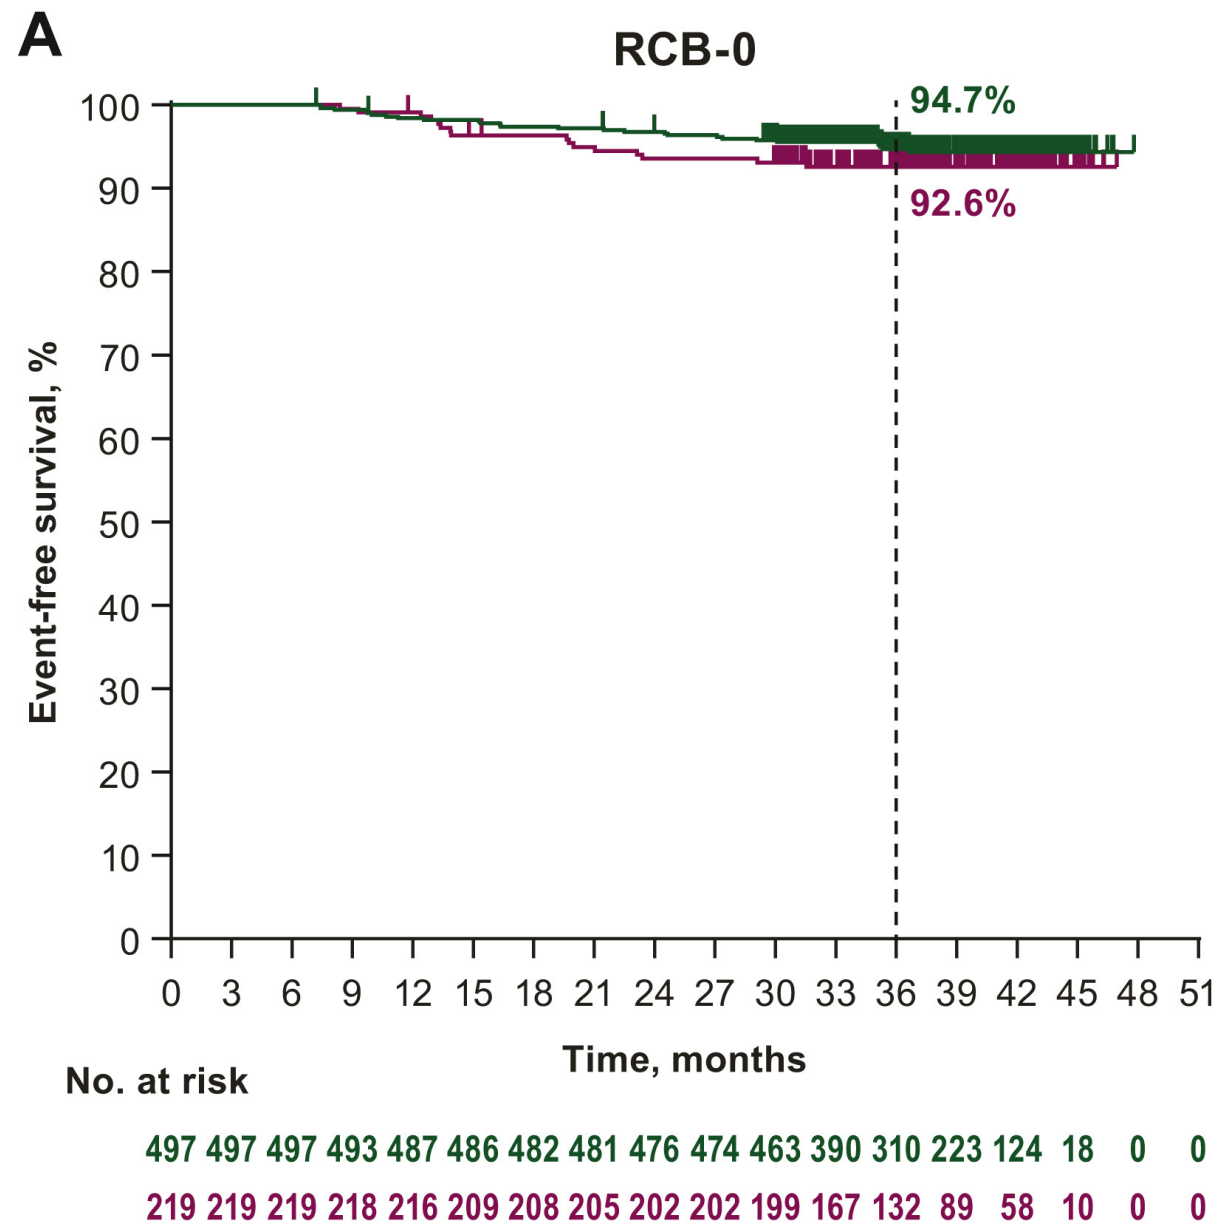 A
RCB-0
94.7%
92.6%
Event-free survival, %
100
90
80
70
60
50
40
30
20
10
0
0 3 6 9 12 15 18 21 24 27 30 33 36 39 42 45 48 51
Time, months
No. at risk
497 497 497 493 487 486 482 481 476 474 463 390 310 223 124 18 0 0
219 219 219 218 216 209 208 205 202 202 199 167 132 89 58 10 0 0